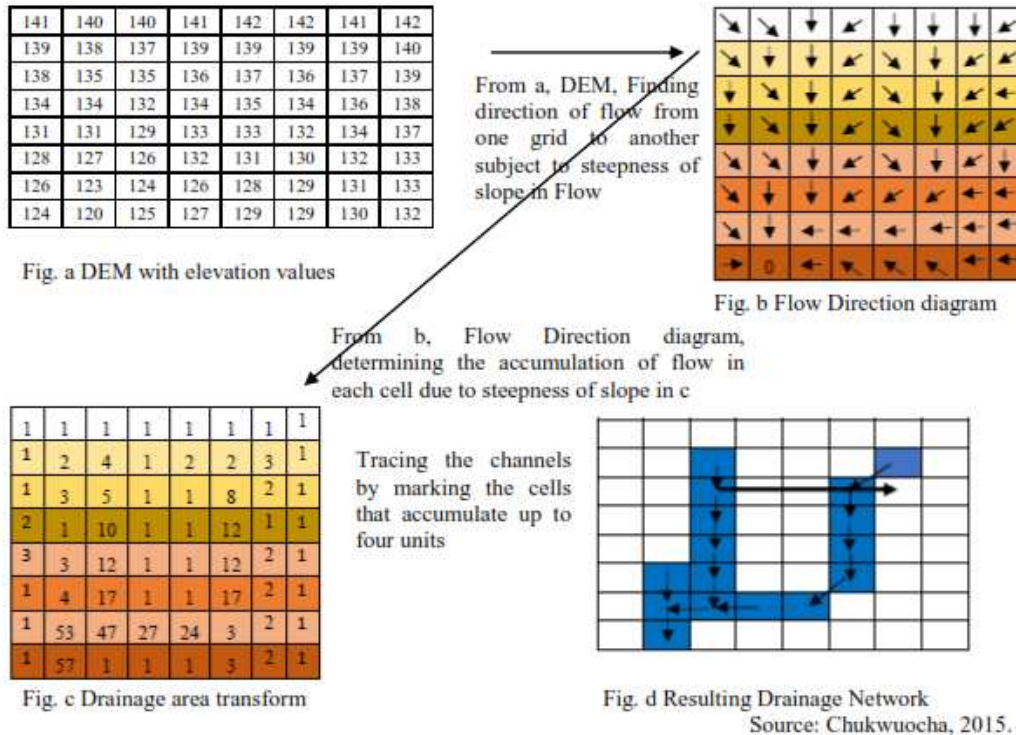 141 140 140 141 142 142 141 142
139 138 137 139 139 139 139 140
138 135 135 136 137 136 137 139
134 134 132 134 135 134 136 138
131 131 129 133 133 132 134 137
128 127 126 132 131 130 132 133
126 123 124 126 128 129 131 133
124 120 125 127 129 129 130 132
Fig. a DEM with elevation values
From a, DEM, Finding
direction of flow from
one grid to another
subject to steepness of
slope in Flow
0
Fig. b Flow Direction diagram
From b, Flow Direction diagram,
determining the accumulation of flow in
each cell due to steepness of slope in c
1 1 1 1 1 1 1 1
1 2 4 1 2 2 3 1
1 3 5 1 1 8 2 1
2 1 10 1 1 12 1 1
3 3 12 1 1 12 2 1
1 4 17 1 1 17 2 1
1 53 47 27 24 3 2 1
1 57 1 1 1 3 2 1
Fig. c Drainage area transform
Tracing the channels
by marking the cells
that accumulate up to
four units
Fig. d Resulting Drainage Network
Source: Chukwuocha, 2015.